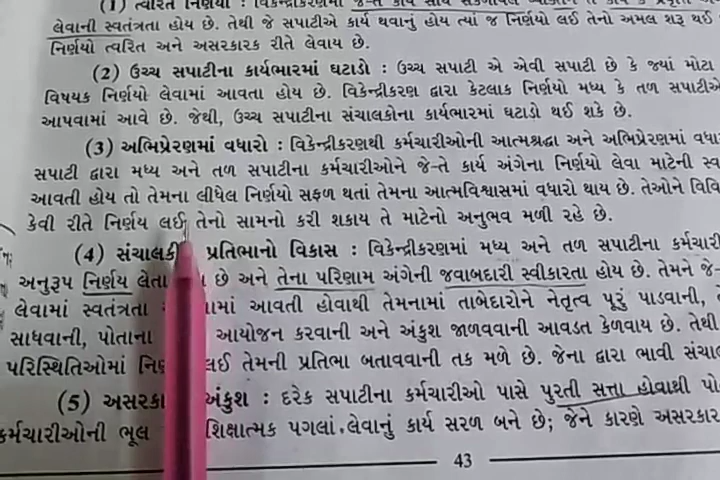 (1) ત્વરિત નિર્ણયો : વિકેન્દ્રીકરણમાં જે-તે કાર્ય સાથે
લેવાની સ્વતંત્રતા હોય છે. તેથી જે સપાટીએ કાર્ય થવાનું હોય ત્યાં જ નિર્ણયો લઈ તેનો અમલ શરૂ થઈ
નિર્ણયો ત્વરિત અને અસરકારક રીતે લેવાય છે.
(2) ઉચ્ચ સપાટીના કાર્યભારમાં ઘટાડો : ઉચ્ચ સપાટી એ એવી સપાટી છે કે જ્યાં મોટા
વિષયક નિર્ણયો લેવામાં આવતા હોય છે. વિકેન્દ્રીકરણ દ્વારા કેટલાક નિર્ણયો મધ્ય કે તળ સપાટીએ
આપવામાં આવે છે. જેથી, ઉચ્ચ સપાટીના સંચાલકોના કાર્યભારમાં ઘટાડો થઈ શકે છે.
(3) અભિપ્રેરણમાં વધારો : વિકેન્દ્રીકરણથી કર્મચારીઓની આત્મશ્રદ્ધા અને અભિપ્રેરણમાં વધા
સપાટી દ્વારા મધ્ય અને તળ સપાટીના કર્મચારીઓને જે-તે કાર્ય અંગેના નિર્ણયો લેવા માટેની સ્વ
આવતી હોય તો તેમના લીધેલ નિર્ણયો સફળ થતાં તેમના આત્મવિશ્વાસમાં વધારો થાય છે. તેઓને વિવિ
કેવી રીતે નિર્ણય લઈ તેનો સામનો કરી શકાય તે માટેનો અનુભવ મળી રહે છે.
(4) સંચાલકી પ્રતિભાનો વિકાસ : વિકેન્દ્રીકરણમાં મધ્ય અને તળ સપાટીના કર્મચારી
અનુરૂપ નિર્ણય લેતા છે અને તેના પરિણામ અંગેની જવાબદારી સ્વીકારતા હોય છે. તેમને જે-
લેવામાં સ્વતંત્રતા ામાં આવતી હોવાથી તેમનામાં તાબેદારોને નેતૃત્વ પૂરું પાડવાની,
સાધવાની, પોતાના આયોજન કરવાની અને અંકુશ જાળવવાની આવડત કેળવાય છે. તેથી
પરિસ્થિતિઓમાં નિર્ લઈ તેમની પ્રતિભા બતાવવાની તક મળે છે. જેના દ્વારા ભાવી સંચા
(5) અસરકા અંકુશ : દરેક સપાટીના કર્મચારીઓ પાસે પુરતી સત્તા હોવાથી પો
કર્મચારીઓની ભૂલ શિક્ષાત્મક પગલાં લેવાનું કાર્ય સરળ બને છે; જેને કારણે અસરકાર
43